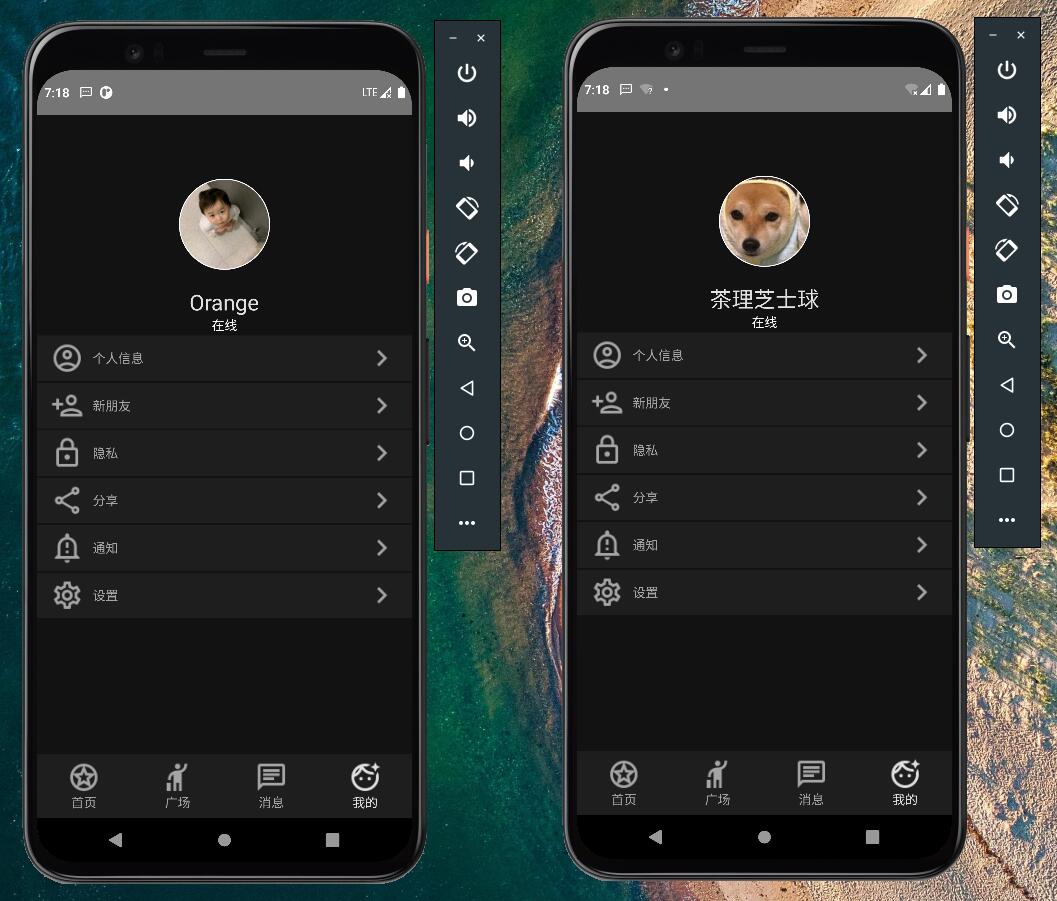 7:18
LTE
Orange
在线
个人信息
新朋友
隐私
分享
通知
设置
首页
广场
消息
我的
7:18
茶理芝士球
在线
个人信息
新朋友
隐私
分享
通知
设置
首页
广场
消息
我的